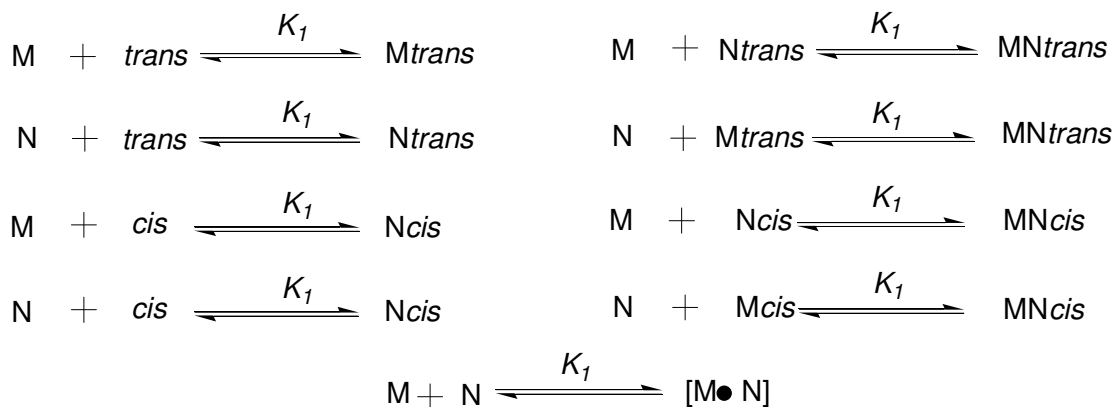 M + trans ⇌ Mtrans K1
M + Ntrans ⇌ MNtrans K1
N + trans ⇌ Ntrans K1
N + Mtrans ⇌ MNtrans K1
M + cis ⇌ Ncis K1
M + Ncis ⇌ MNcis K1
N + cis ⇌ Ncis K1
N + Mcis ⇌ MNcis K1
M + N ⇌ [M● N] K1